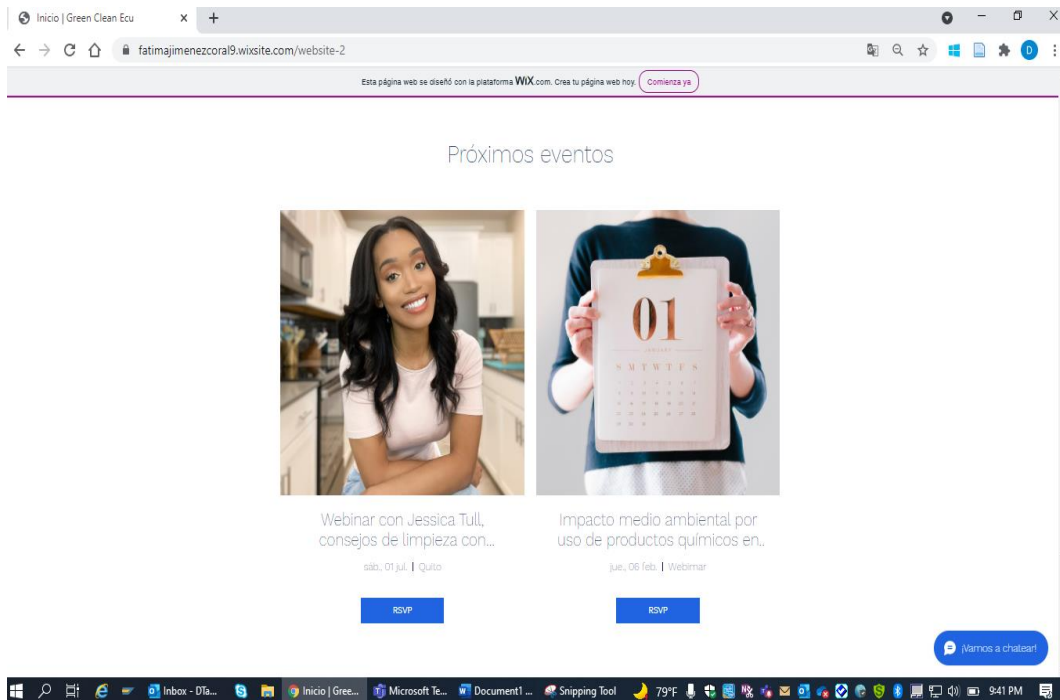 Inicio | Green Clean Ecu
fatimajimenezcoral9.wixsite.com/website-2
D
Esta página web se diseñó con la plataforma WiX.com. Crea tu página web hoy. Comienza ya
Próximos eventos
01
JANUARY
S M T W T F S
Webinar con Jessica Tull,
consejos de limpieza con...
sáb., 01 jul. | Quito
RSVP
Impacto medio ambiental por
uso de productos químicos en..
jue., 06 feb. | Webimar
RSVP
¡Vamos a chatear!
Inbox - DTa...
Inicio | Gree...
Microsoft Te...
Document1 ...
Snipping Tool
79°F
9:41 PM